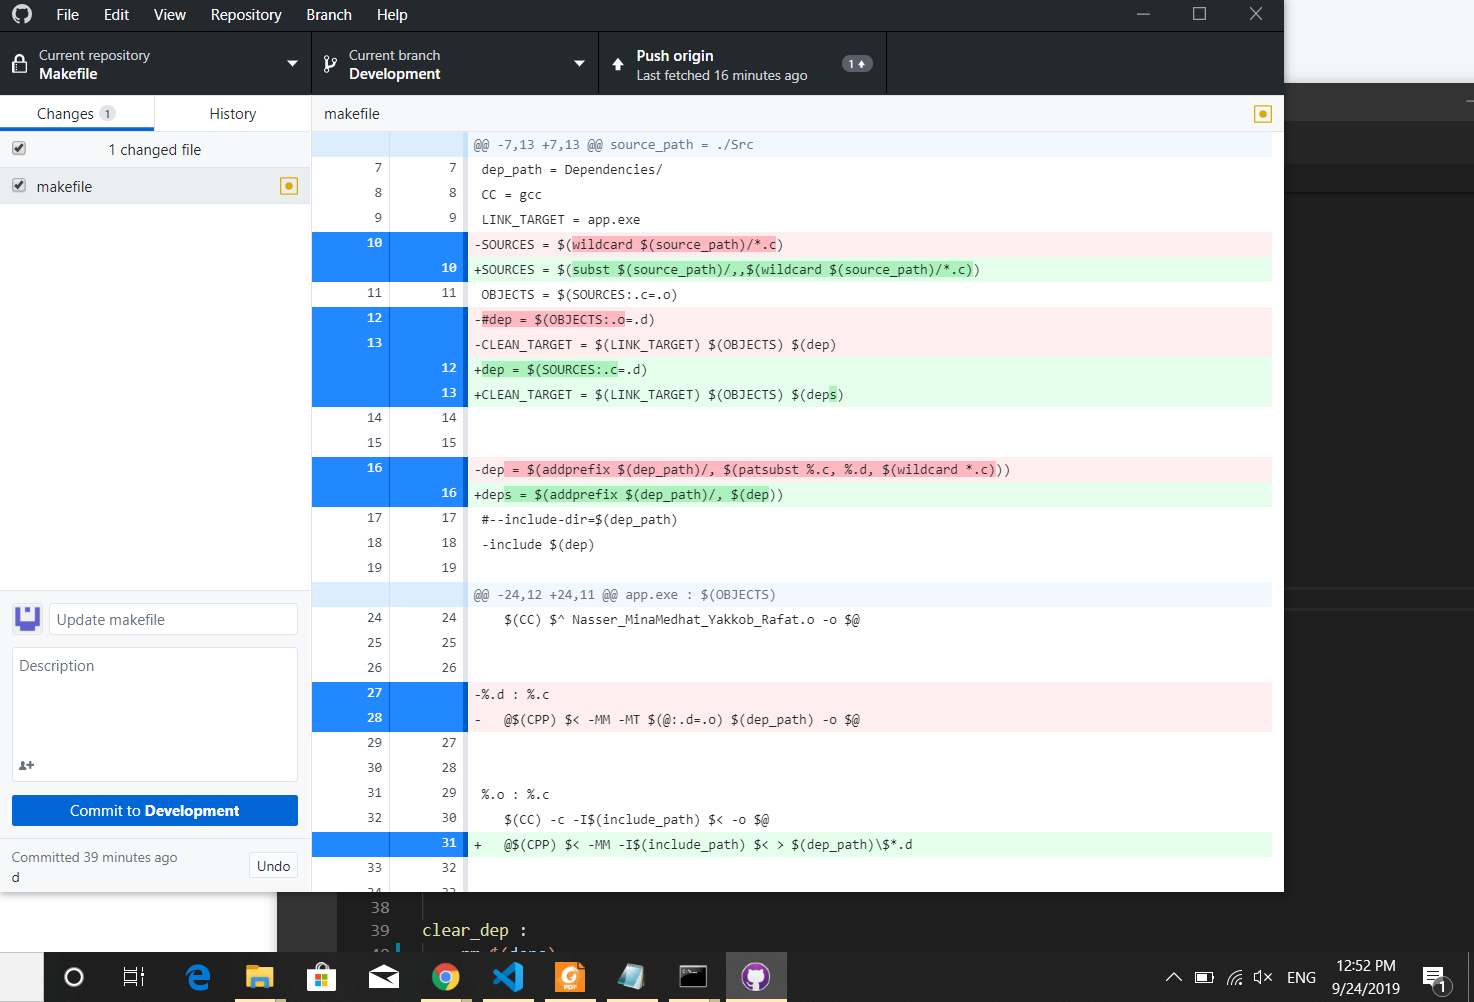 File Edit View Repository Branch Help
Current repository
Makefile
Current branch
Development
Push origin
Last fetched 16 minutes ago
1
Changes 1
History
makefile
1 changed file
makefile
@@ -7,13 +7,13 @@ source_path = ./Src
7 7 dep_path = Dependencies/
8 8 CC = gcc
9 9 LINK_TARGET = app.exe
10 -SOURCES = $(wildcard $(source_path)/*.c)
10 +SOURCES = $(subst $(source_path)/,,$(wildcard $(source_path)/*.c))
11 11 OBJECTS = $(SOURCES:.c=.o)
12 -#dep = $(OBJECTS:.o=.d)
13 -CLEAN_TARGET = $(LINK_TARGET) $(OBJECTS) $(dep)
12 +dep = $(SOURCES:.c=.d)
13 +CLEAN_TARGET = $(LINK_TARGET) $(OBJECTS) $(deps)
14 14
15 15
16 -dep = $(addprefix $(dep_path)/, $(patsubst %.c, %.d, $(wildcard *.c)))
16 +deps = $(addprefix $(dep_path)/, $(dep))
17 17 #--include-dir=$(dep_path)
18 18 -include $(dep)
19 19
@@ -24,12 +24,11 @@ app.exe : $(OBJECTS)
24 24 $(CC) $^ Nasser_MinaMedhat_Yakkob_Rafat.o -o $@
25 25
26 26
27 -%.d : %.c
28 - @$(CPP) $< -MM -MT $(@:.d=.o) $(dep_path) -o $@
29 27
30 28
31 29 %.o : %.c
32 30 $(CC) -c -I$(include_path) $< -o $@
31 + @$(CPP) $< -MM -I$(include_path) $< > $(dep_path)\$*.d
33 32
34 33
Update makefile
Description
Commit to Development
Committed 39 minutes ago
d
Undo
38
39 clear_dep :
40 rm $(deps)
PDF
ENG
12:52 PM
9/24/2019
1